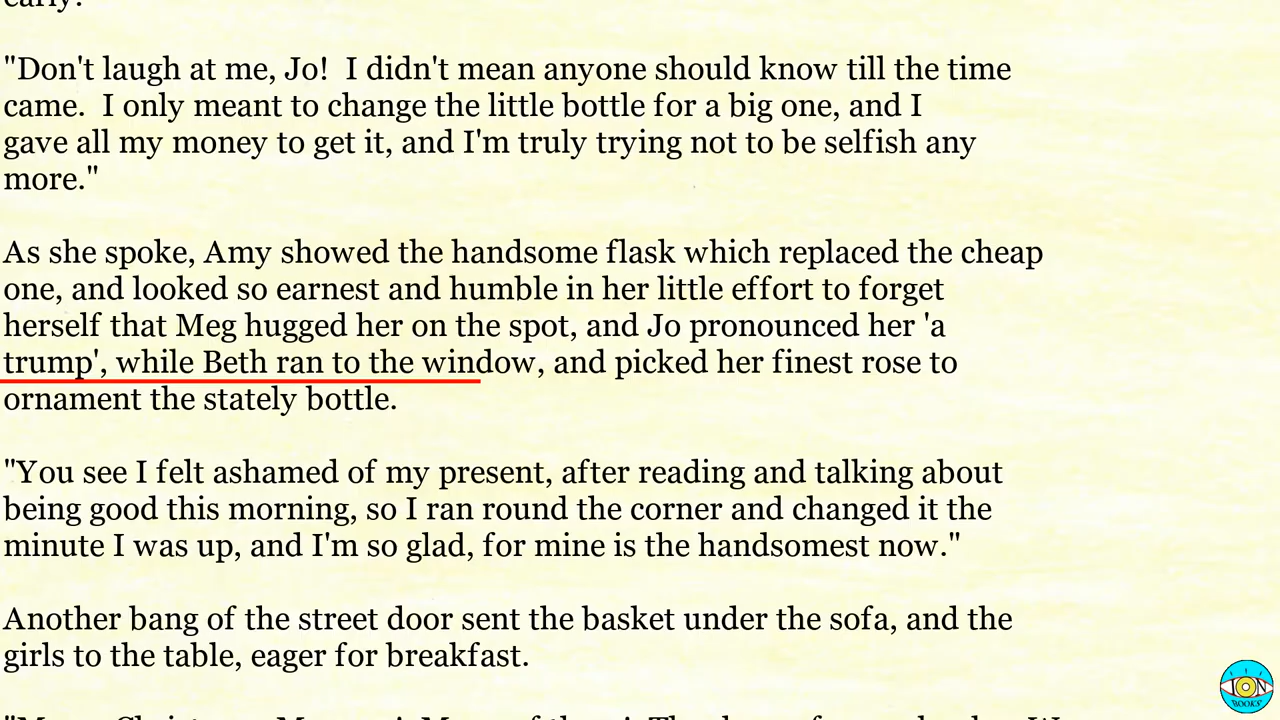 "Don't laugh at me, Jo!  I didn't mean anyone should know till the time
came.  I only meant to change the little bottle for a big one, and I
gave all my money to get it, and I'm truly trying not to be selfish any
more."
As she spoke, Amy showed the handsome flask which replaced the cheap
one, and looked so earnest and humble in her little effort to forget
herself that Meg hugged her on the spot, and Jo pronounced her 'a
trump', while Beth ran to the window, and picked her finest rose to
ornament the stately bottle.
"You see I felt ashamed of my present, after reading and talking about
being good this morning, so I ran round the corner and changed it the
minute I was up, and I'm so glad, for mine is the handsomest now."
Another bang of the street door sent the basket under the sofa, and the
girls to the table, eager for breakfast.
ION
BOOKS